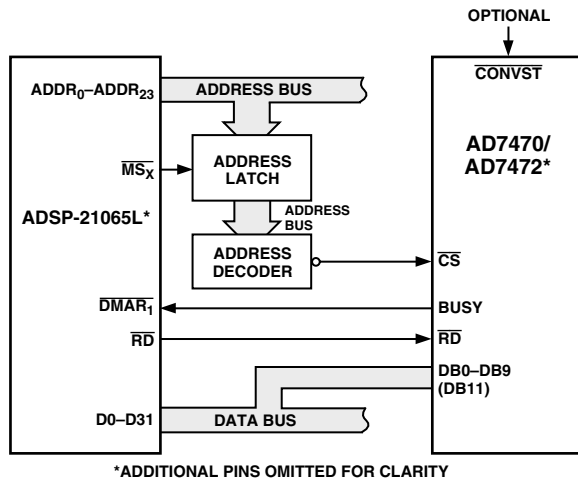 OPTIONAL
ADDR0–ADDR23
ADDRESS BUS
CONVST
AD7470/
AD7472*
MSX
ADDRESS
LATCH
ADSP-21065L*
ADDRESS
BUS
ADDRESS
DECODER
CS
DMAR1
BUSY
RD
RD
DB0–DB9
(DB11)
D0–D31
DATA BUS
*ADDITIONAL PINS OMITTED FOR CLARITY